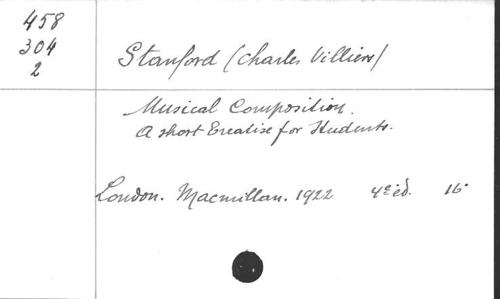 458
304
2
Stanford (Charles Villiers)
Musical Composition.
A short Treatise for Students.
London. Macmillan. 1922 4e éd. 16°